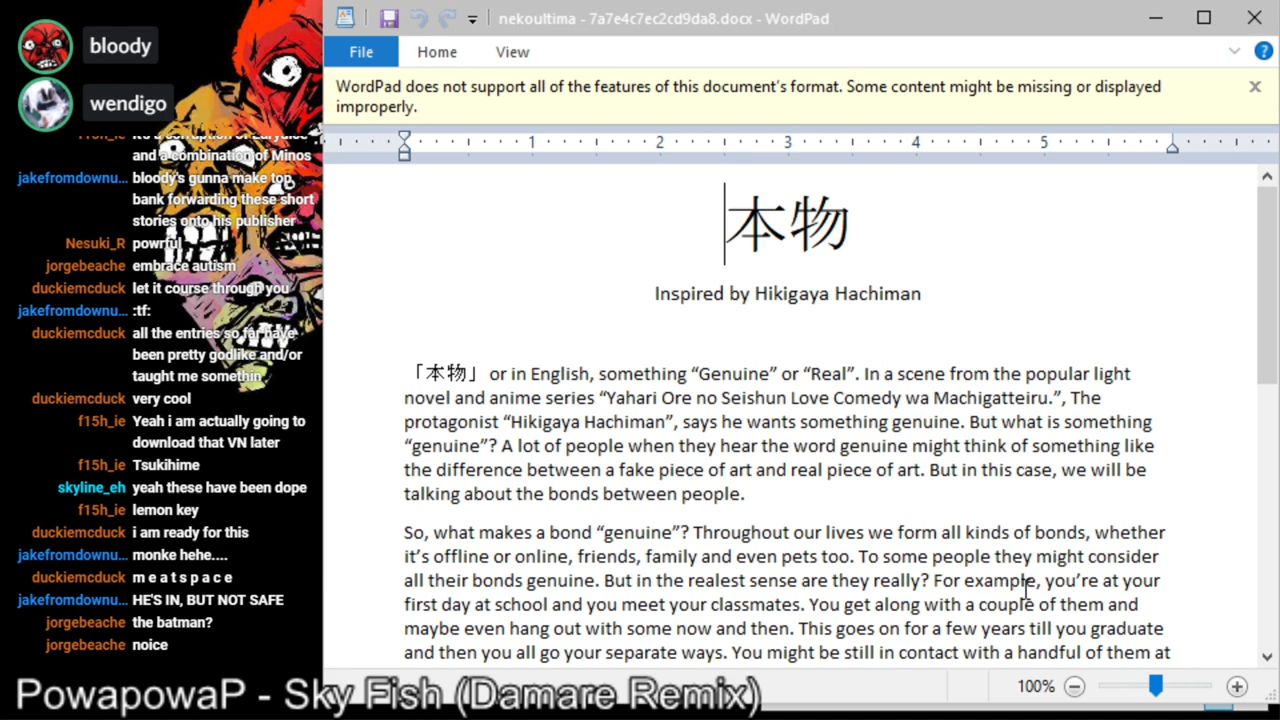 bloody
wendigo
and a combination of Minos
jakefromdownu... bloody's gunna make top
bank forwarding these short
stories onto his publisher
Nesuki_R powrful
jorgebeache embrace autism
duckiemcduck let it course through you
jakefromdownu... :tf:
duckiemcduck all the entries so far have
been pretty godlike and/or
taught me somethin
duckiemcduck very cool
f15h_ie Yeah i am actually going to
download that VN later
f15h_ie Tsukihime
skyline_eh yeah these have been dope
f15h_ie lemon key
duckiemcduck i am ready for this
jakefromdownu... monke hehe....
duckiemcduck m e a t s p a c e
jakefromdownu... HE'S IN, BUT NOT SAFE
jorgebeache the batman?
jorgebeache noice
PowapowaP - Sky Fish (Damare Remix)
nekoultima - 7a7e4c7ec2cd9da8.docx - WordPad
File Home View
WordPad does not support all of the features of this document's format. Some content might be missing or displayed
improperly.
1 2 3 4 5
本物
Inspired by Hikigaya Hachiman
「本物」 or in English, something “Genuine” or “Real”. In a scene from the popular light
novel and anime series “Yahari Ore no Seishun Love Comedy wa Machigatteiru.”, The
protagonist “Hikigaya Hachiman”, says he wants something genuine. But what is something
“genuine”? A lot of people when they hear the word genuine might think of something like
the difference between a fake piece of art and real piece of art. But in this case, we will be
talking about the bonds between people.
So, what makes a bond “genuine”? Throughout our lives we form all kinds of bonds, whether
it’s offline or online, friends, family and even pets too. To some people they might consider
all their bonds genuine. But in the realest sense are they really? For example, you’re at your
first day at school and you meet your classmates. You get along with a couple of them and
maybe even hang out with some now and then. This goes on for a few years till you graduate
and then you all go your separate ways. You might be still in contact with a handful of them at
100%